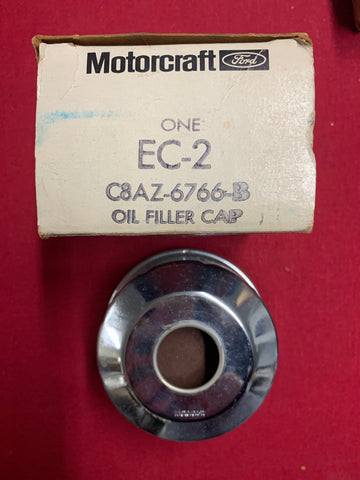 Motorcraft Ford
ONE
EC-2
C8AZ-6766-B
OIL FILLER CAP